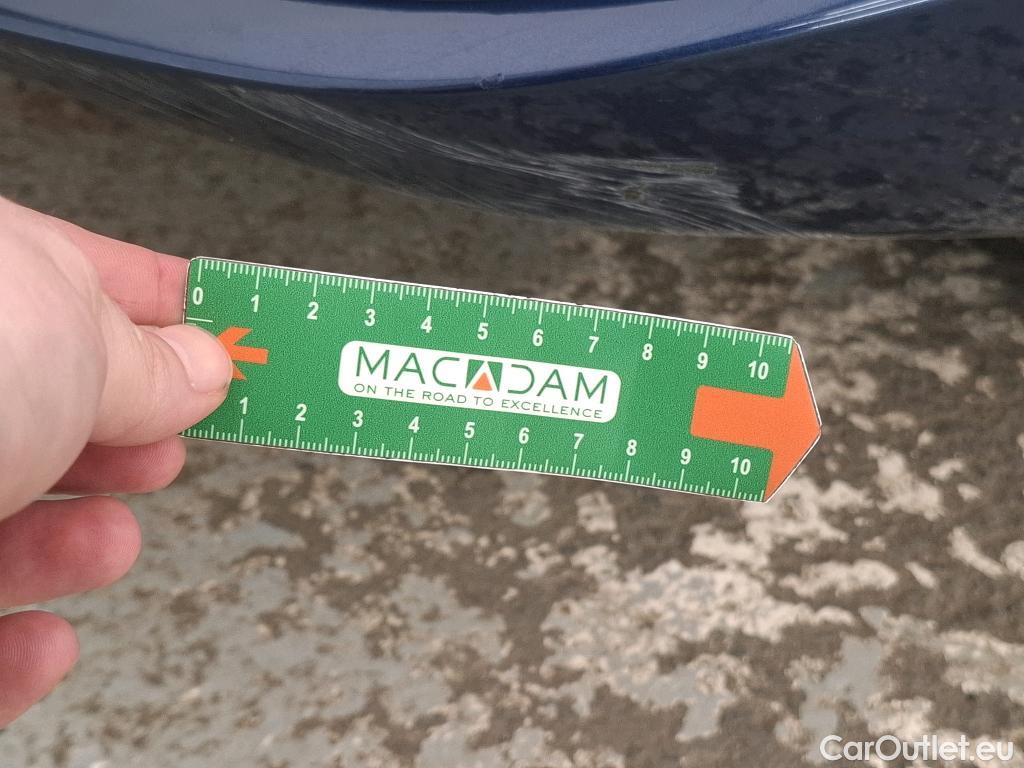 0 1 2 3 4 5 6 7 8 9 10
MACADAM
ON THE ROAD TO EXCELLENCE
1 2 3 4 5 6 7 8 9 10
CarOutlet.eu